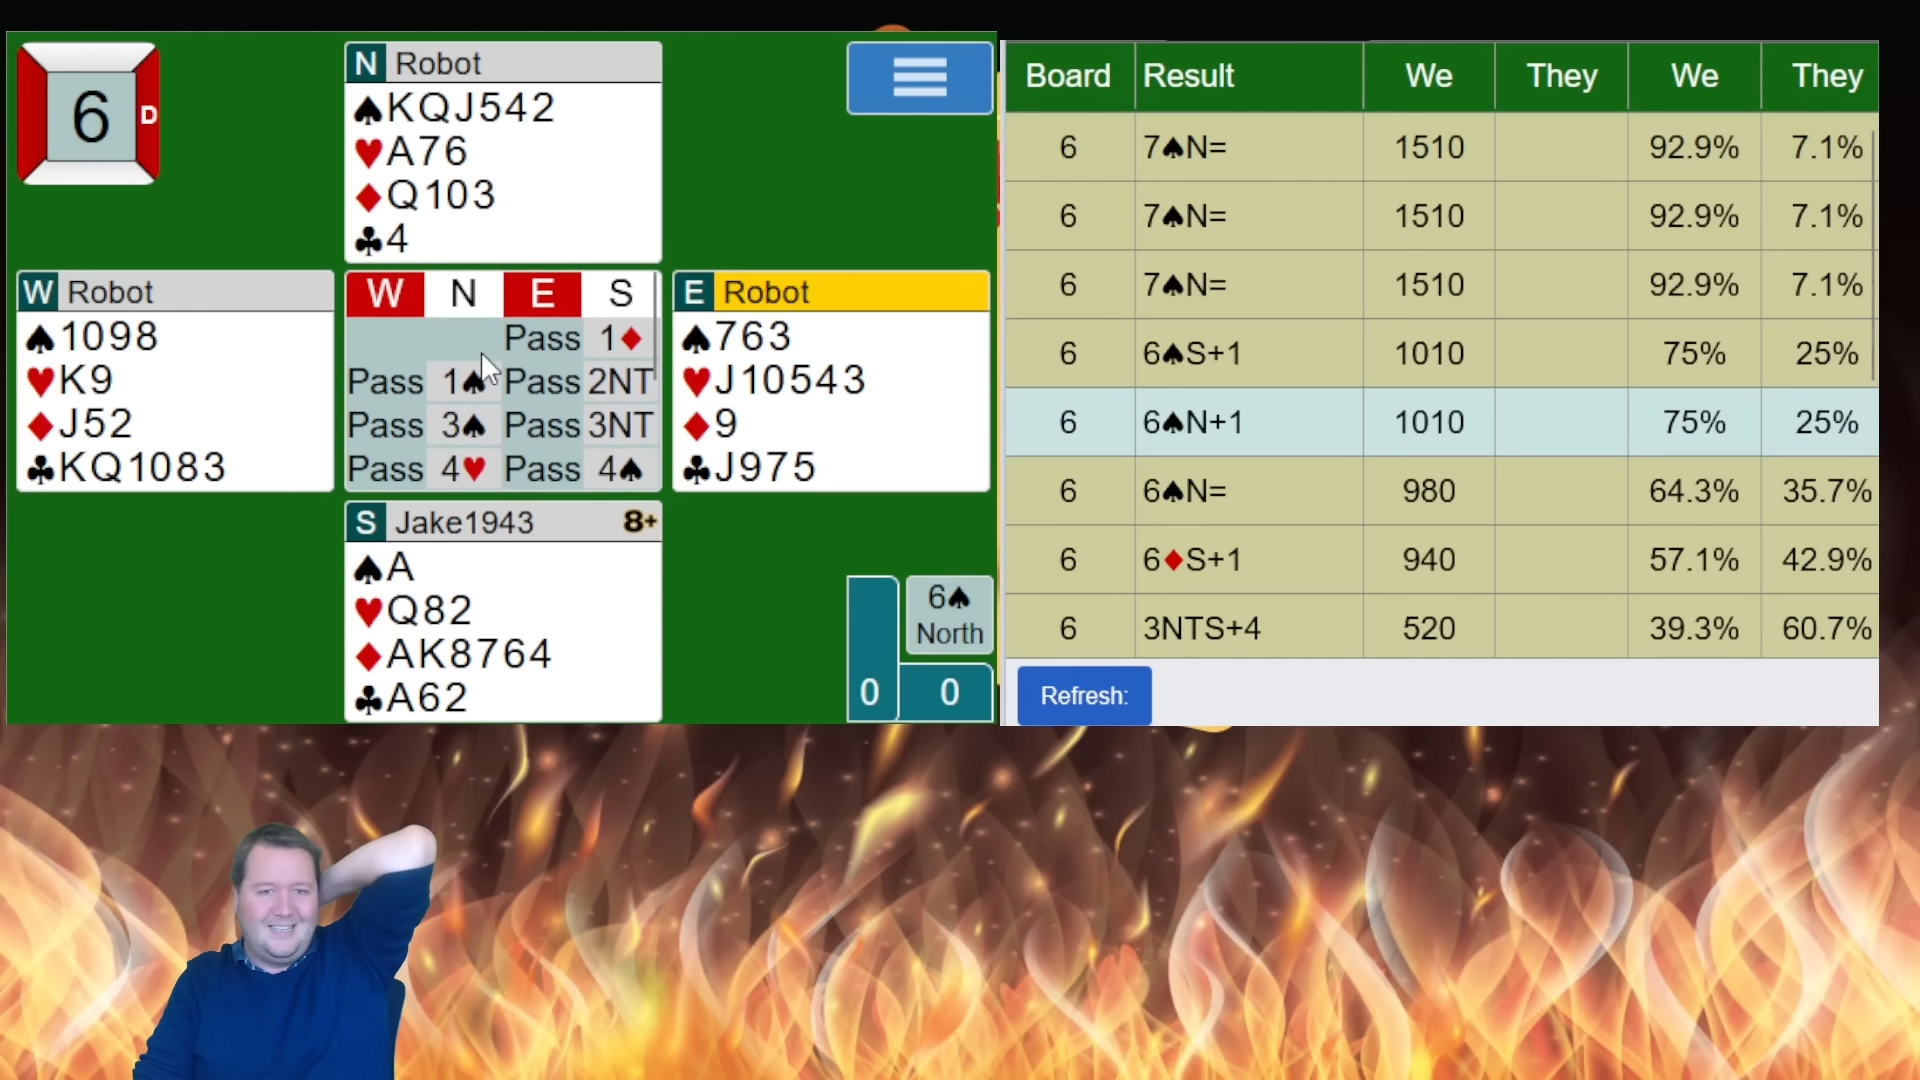 6
D
N Robot
♠KQJ542
♥A76
♦Q103
♣4
W Robot
♠1098
♥K9
♦J52
♣KQ1083
W N E S
Pass 1♦
Pass 1♠ Pass 2NT
Pass 3♠ Pass 3NT
Pass 4♥ Pass 4♠
E Robot
♠763
♥J10543
♦9
♣J975
S Jake1943 8+
♠A
♥Q82
♦AK8764
♣A62
6♠
North
0 0
Board Result We They We They
6 7♠N= 1510 92.9% 7.1%
6 7♠N= 1510 92.9% 7.1%
6 7♠N= 1510 92.9% 7.1%
6 6♠S+1 1010 75% 25%
6 6♠N+1 1010 75% 25%
6 6♠N= 980 64.3% 35.7%
6 6♦S+1 940 57.1% 42.9%
6 3NTS+4 520 39.3% 60.7%
Refresh: